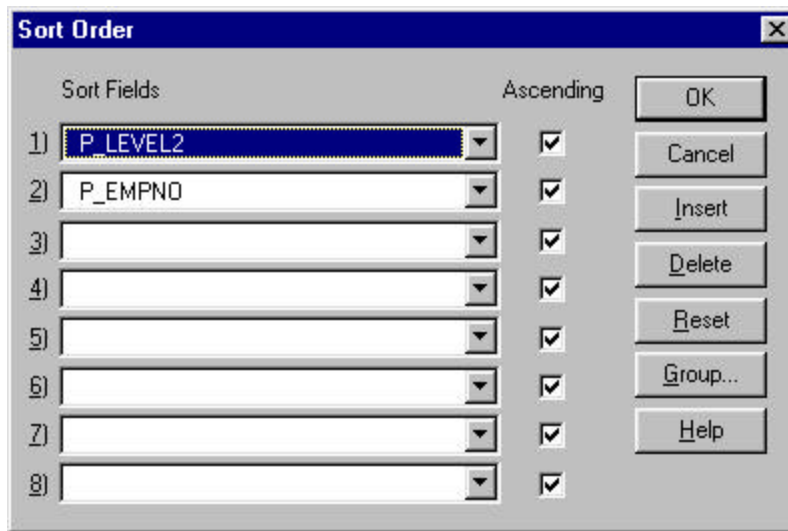 Sort Order
Sort Fields Ascending
1) P_LEVEL2
2) P_EMPNO
3)
4)
5)
6)
7)
8)
OK
Cancel
Insert
Delete
Reset
Group...
Help